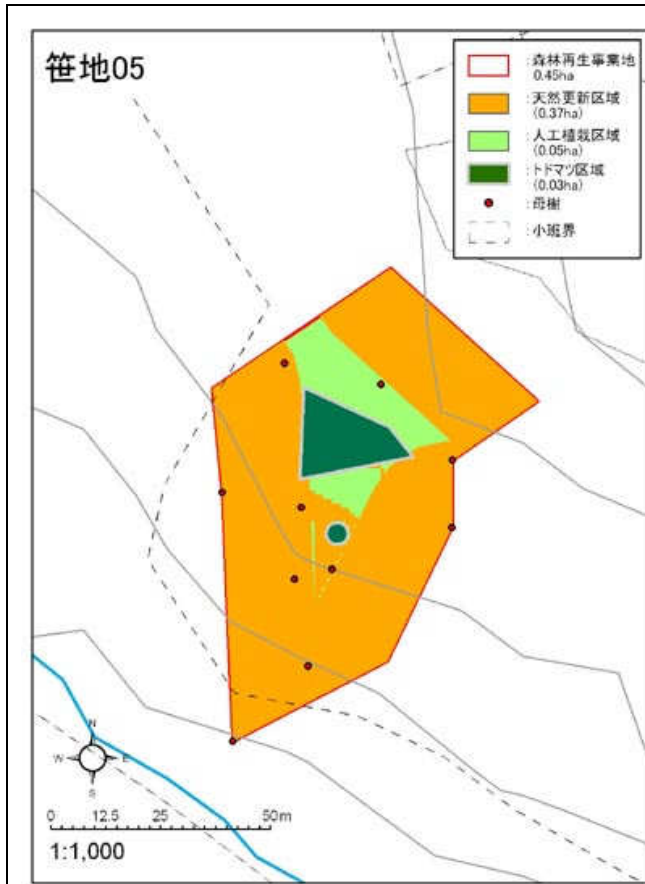 笹地05
: 森林再生事業地
0.45ha
: 天然更新区域
(0.37ha)
: 人工植栽区域
(0.05ha)
: トドマツ区域
(0.03ha)
: 母樹
: 小班界
N
W E
S
0 12.5 25 50m
1:1,000